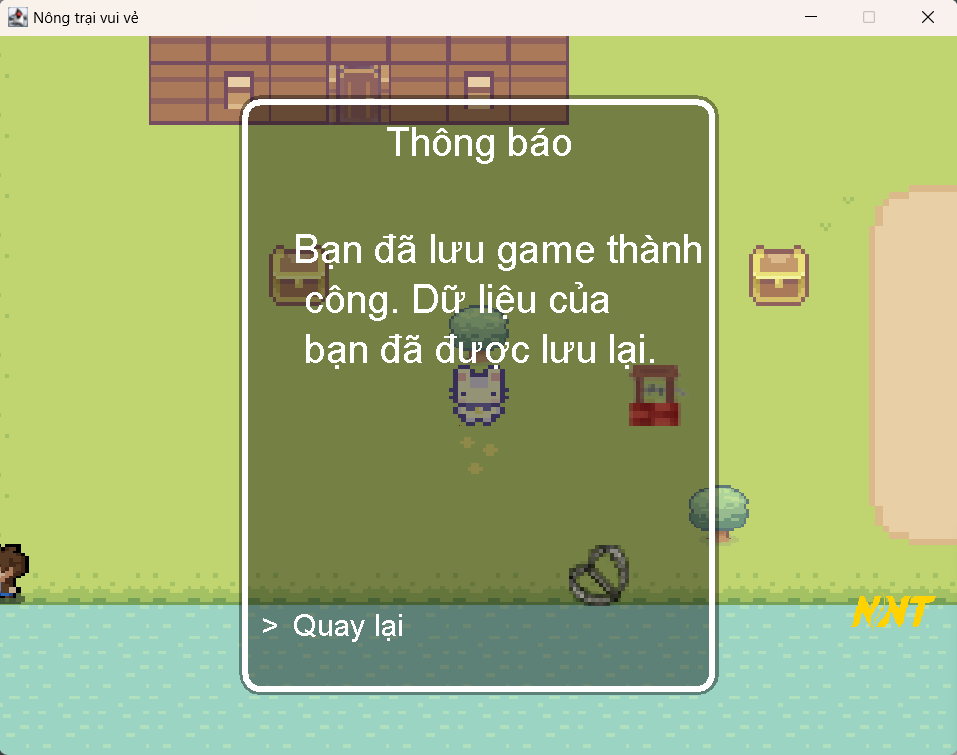 Nông trại vui vẻ
Thông báo
Bạn đã lưu game thành
công. Dữ liệu của
bạn đã được lưu lại.
> Quay lại
NNT